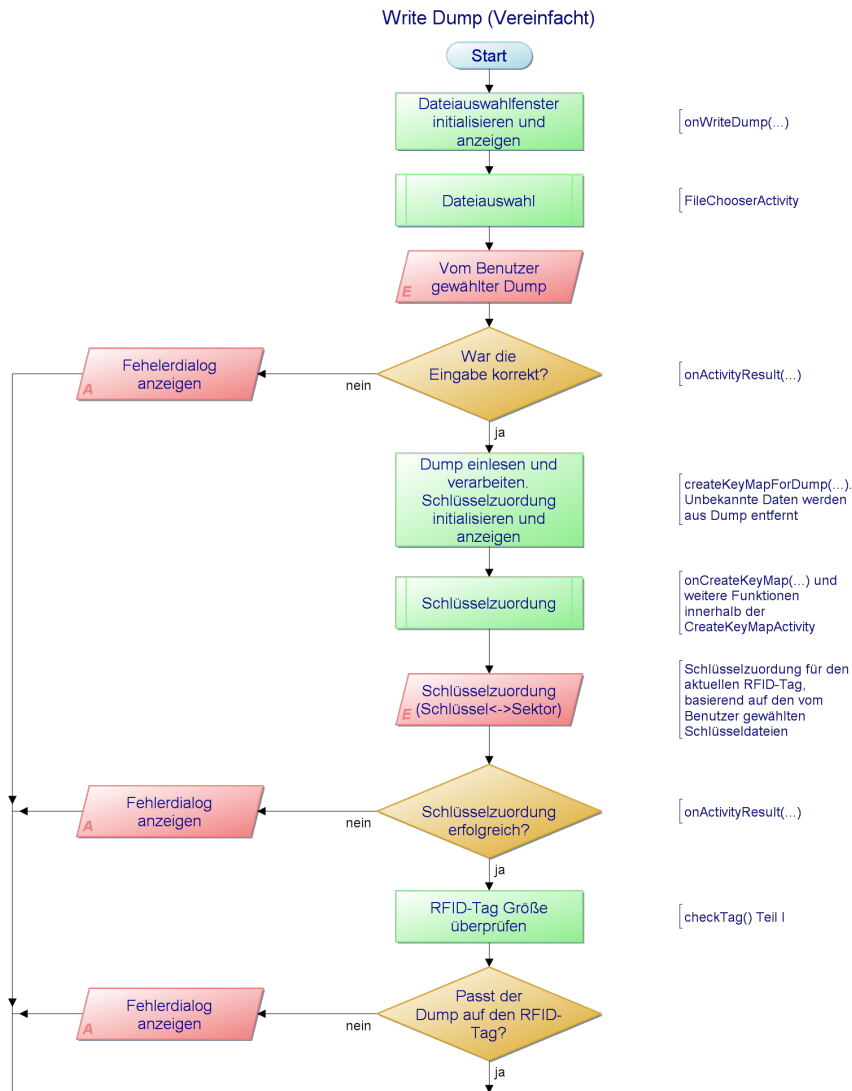 Write Dump (Vereinfacht)
Start
Dateiauswahlfenster
initialisieren und
anzeigen
onWriteDump(...)
Dateiauswahl
FileChooserActivity
Vom Benutzer
gewählter Dump
E
War die
Eingabe korrekt?
nein
Fehelerdialog
anzeigen
A
onActivityResult(...)
ja
Dump einlesen und
verarbeiten.
Schlüsselzuordung
initialisieren und
anzeigen
createKeyMapForDump(...).
Unbekannte Daten werden
aus Dump entfernt
Schlüsselzuordung
onCreateKeyMap(...) und
weitere Funktionen
innerhalb der
CreateKeyMapActivity
Schlüsselzuordung
(Schlüssel<->Sektor)
E
Schlüsselzuordung für den
aktuellen RFID-Tag,
basierend auf den vom
Benutzer gewählten
Schlüseldateien
Schlüsselzuordung
erfolgreich?
nein
Fehlerdialog
anzeigen
A
onActivityResult(...)
ja
RFID-Tag Größe
überprüfen
checkTag() Teil I
Passt der
Dump auf den RFID-
Tag?
nein
Fehlerdialog
anzeigen
A
ja